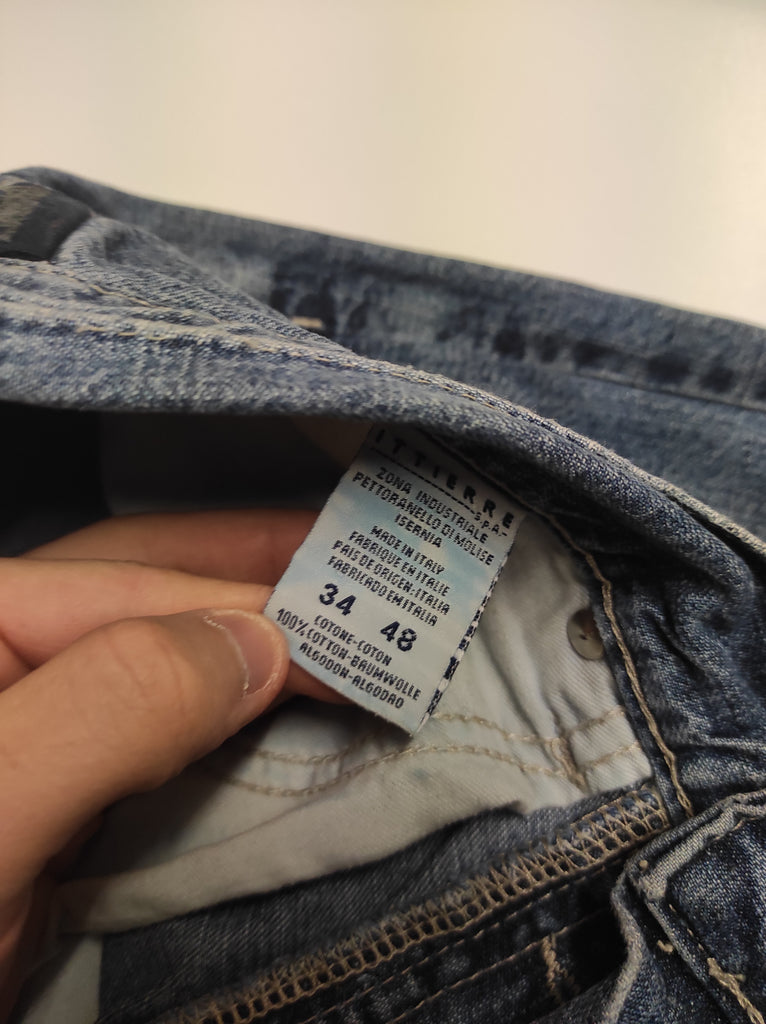 ITTIERRE
S.P.A.-
ZONA INDUSTRIALE
PETTORANELLO DI MOLISE
ISERNIA
MADE IN ITALY
FABRIQUE EN ITALIE
PAIS DE ORIGEN:ITALIA
FABRICADO EM ITALIA
34 48
COTONE-COTON
100% COTTON-BAUMWOLLE
ALGODON-ALGODAO